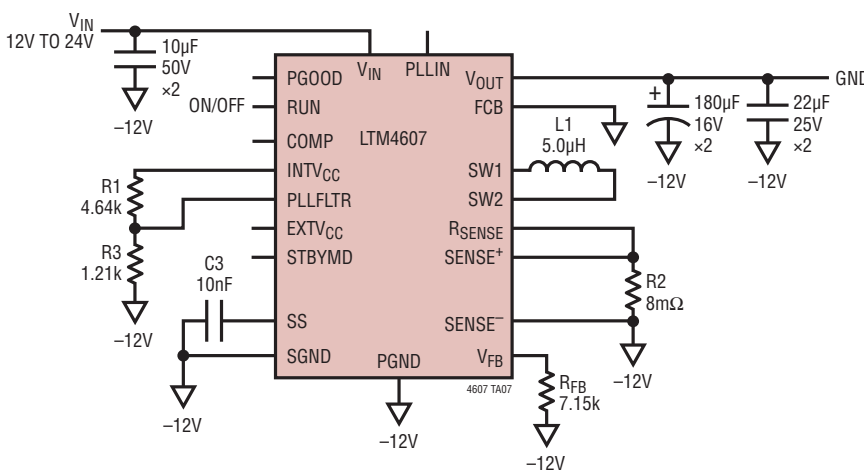 VIN
12V TO 24V
10µF
50V
×2
–12V
ON/OFF
PGOOD
RUN
COMP
INTVCC
PLLFLTR
EXTVCC
STBYMD
SS
SGND
VIN
PLLIN
LTM4607
PGND
VOUT
FCB
SW1
SW2
RSENSE
SENSE+
SENSE–
VFB
R1
4.64k
R3
1.21k
–12V
C3
10nF
–12V
–12V
L1
5.0µH
+
180µF
16V
×2
–12V
22µF
25V
×2
–12V
GND
R2
8mΩ
–12V
RFB
7.15k
–12V
4607 TA07